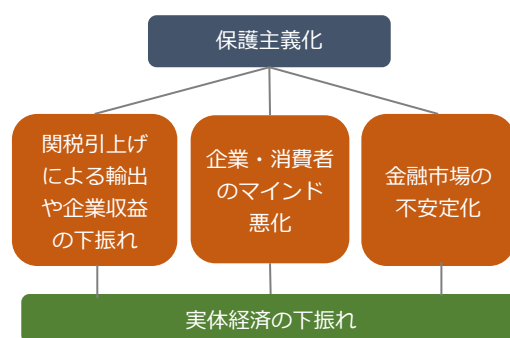 保護主義化
関税引上げ
による輸出
や企業収益
の下振れ
企業・消費者
のマインド
悪化
金融市場の
不安定化
実体経済の下振れ